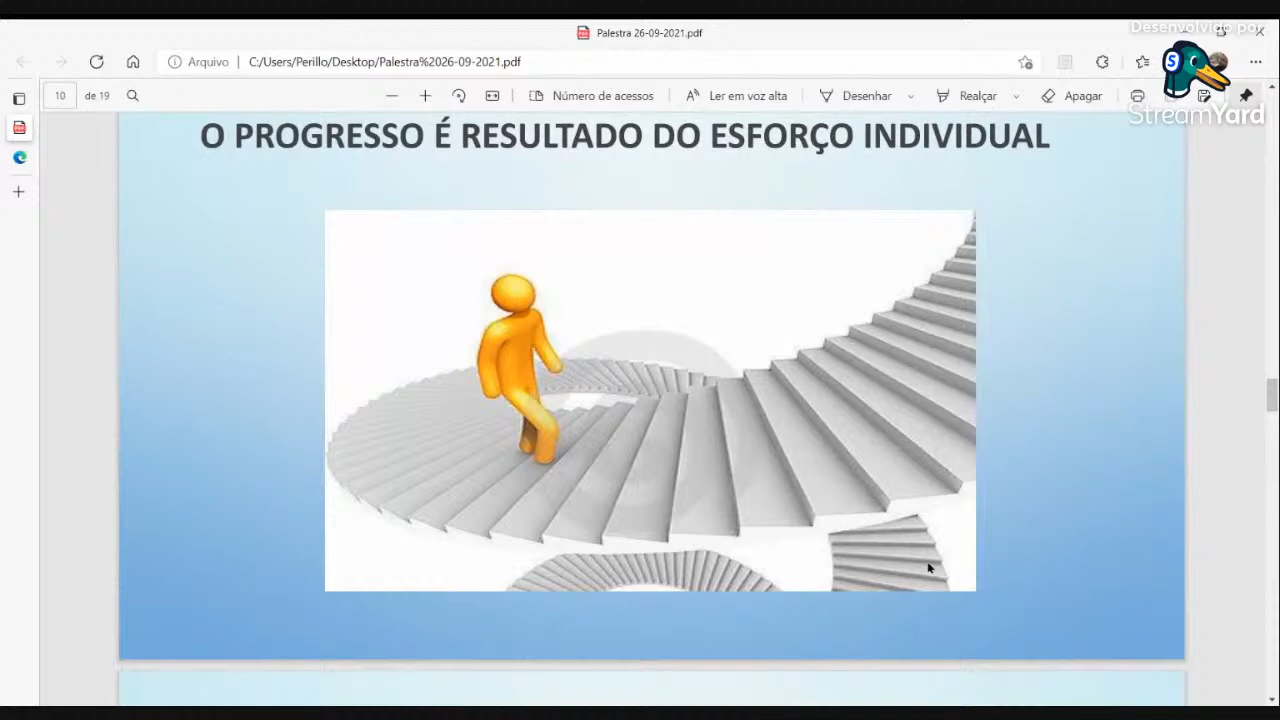 Desenvolvido por
Palestra 26-09-2021.pdf
Arquivo | C:/Users/Perillo/Desktop/Palestra%2026-09-2021.pdf
10 de 19
Número de acessos
Ler em voz alta
Desenhar
Realçar
Apagar
StreamYard
O PROGRESSO É RESULTADO DO ESFORÇO INDIVIDUAL